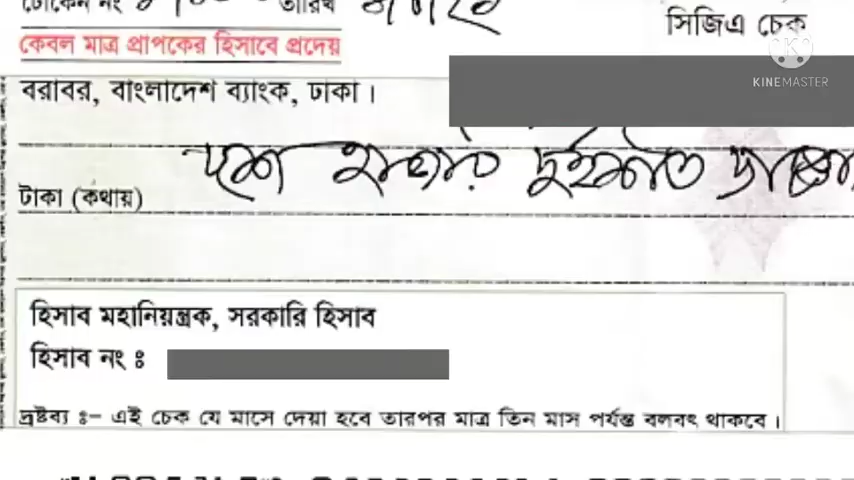 টোকেন নং তারিখ
সিজিএ চেক
কেবল মাত্র প্রাপকের হিসাবে প্রদেয়
KINEMASTER
বরাবর, বাংলাদেশ ব্যাংক, ঢাকা।
দশ হাজার দুইশত
টাকা (কথায়)
হিসাব মহানিয়ন্ত্রক, সরকারি হিসাব
হিসাব নং ঃ
দ্রষ্টব্য ঃ- এই চেক যে মাসে দেয়া হবে তারপর মাত্র তিন মাস পর্যন্ত বলবৎ থাকবে।